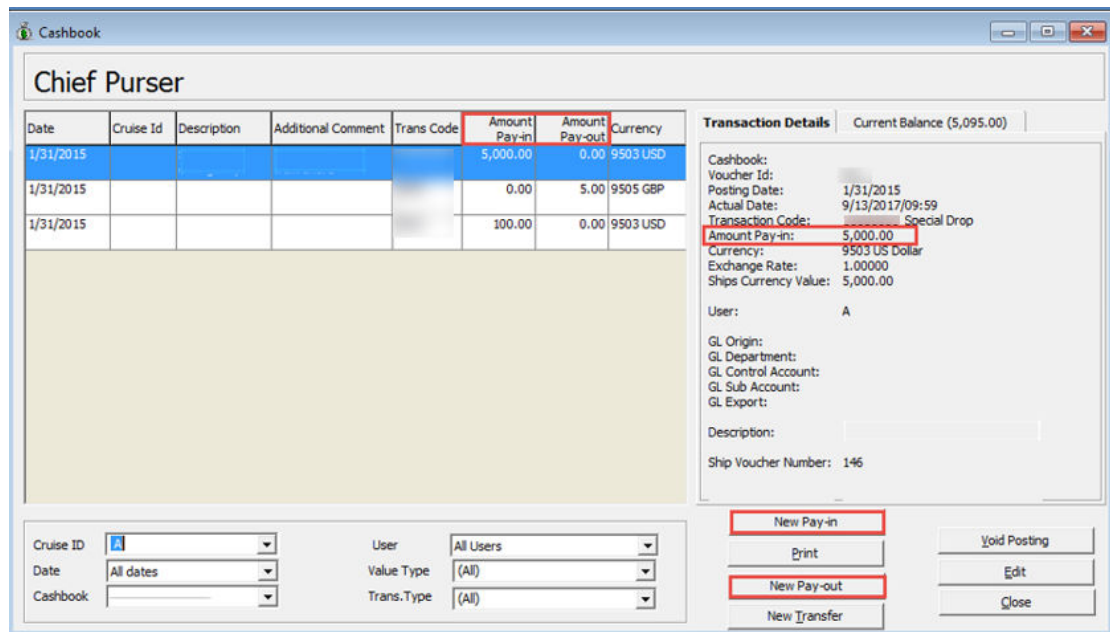 Cashbook
Chief Purser
Date Cruise Id Description Additional Comment Trans Code Amount Pay-in Amount Pay-out Currency
1/31/2015 5,000.00 0.00 9503 USD
1/31/2015 0.00 5.00 9505 GBP
1/31/2015 100.00 0.00 9503 USD
Transaction Details Current Balance (5,095.00)
Cashbook:
Voucher Id:
Posting Date: 1/31/2015
Actual Date: 9/13/2017/09:59
Transaction Code: Special Drop
Amount Pay-in: 5,000.00
Currency: 9503 US Dollar
Exchange Rate: 1.00000
Ships Currency Value: 5,000.00
User: A
GL Origin:
GL Department:
GL Control Account:
GL Sub Account:
GL Export:
Description:
Ship Voucher Number: 146
Cruise ID A User All Users
Date All dates Value Type (All)
Cashbook Trans.Type (All)
New Pay-in
Print
New Pay-out
New Transfer
Void Posting
Edit
Close